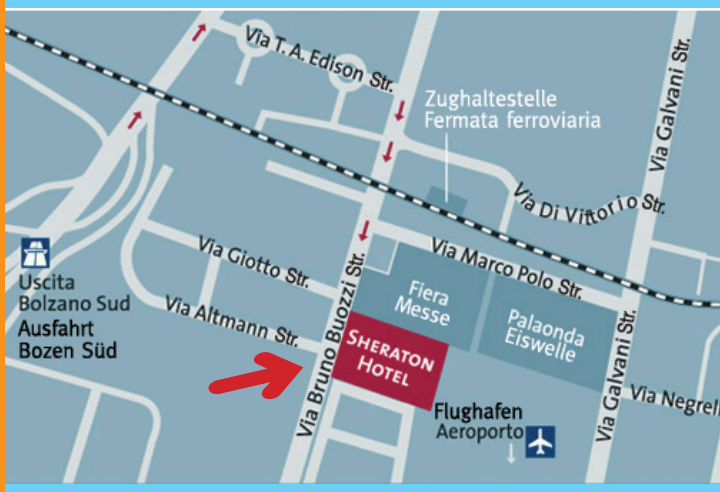 Via T. A. Edison Str.
Via Galvani Str.
Zughaltestelle
Fermata ferroviaria
Via Di Vittorio Str.
Via Giotto Str.
Via Marco Polo Str.
Uscita
Bolzano Sud
Ausfahrt
Bozen Süd
Via Altmann Str.
Via Bruno Buozzi Str.
Fiera
Messe
Palaonda
Eiswelle
SHERATON
HOTEL
Via Galvani Str.
Via Negrell
Flughafen
Aeroporto